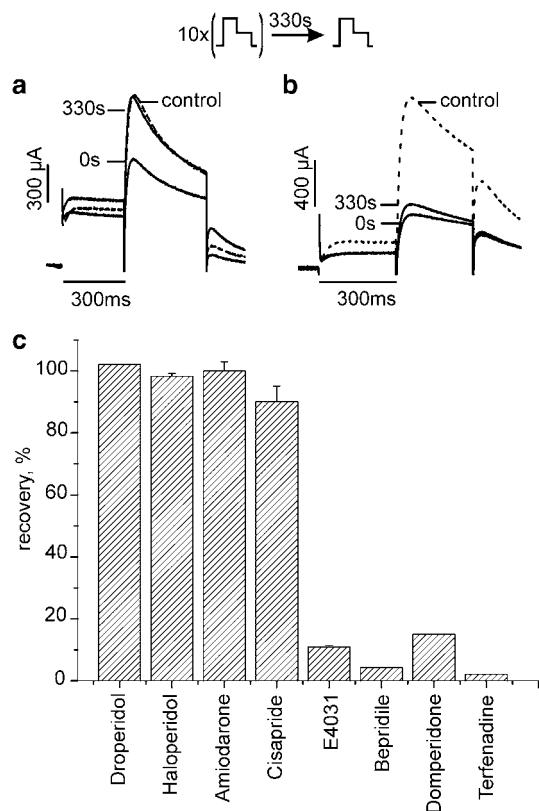 10x( ) 330s
a
330s
control
0s
300 µA
300ms
b
control
330s
0s
400 µA
300ms
c
recovery, %
100
80
60
40
20
0
Droperidol
Haloperidol
Amiodarone
Cisapride
E4031
Bepridile
Domperidone
Terfenadine